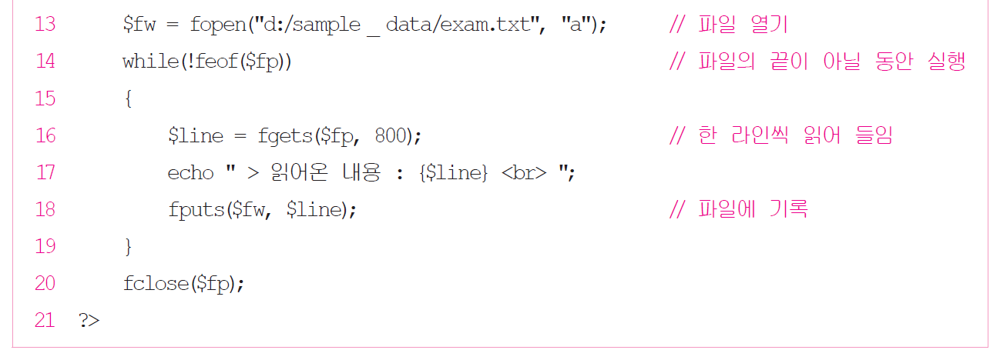 13 $fw = fopen("d:/sample _ data/exam.txt", "a"); // 파일 열기
14 while(!feof($fp)) // 파일의 끝이 아닐 동안 실행
15 {
16 $line = fgets($fp, 800); // 한 라인씩 읽어 들임
17 echo " > 읽어온 내용 : {$line} <br> ";
18 fputs($fw, $line); // 파일에 기록
19 }
20 fclose($fp);
21 ?>